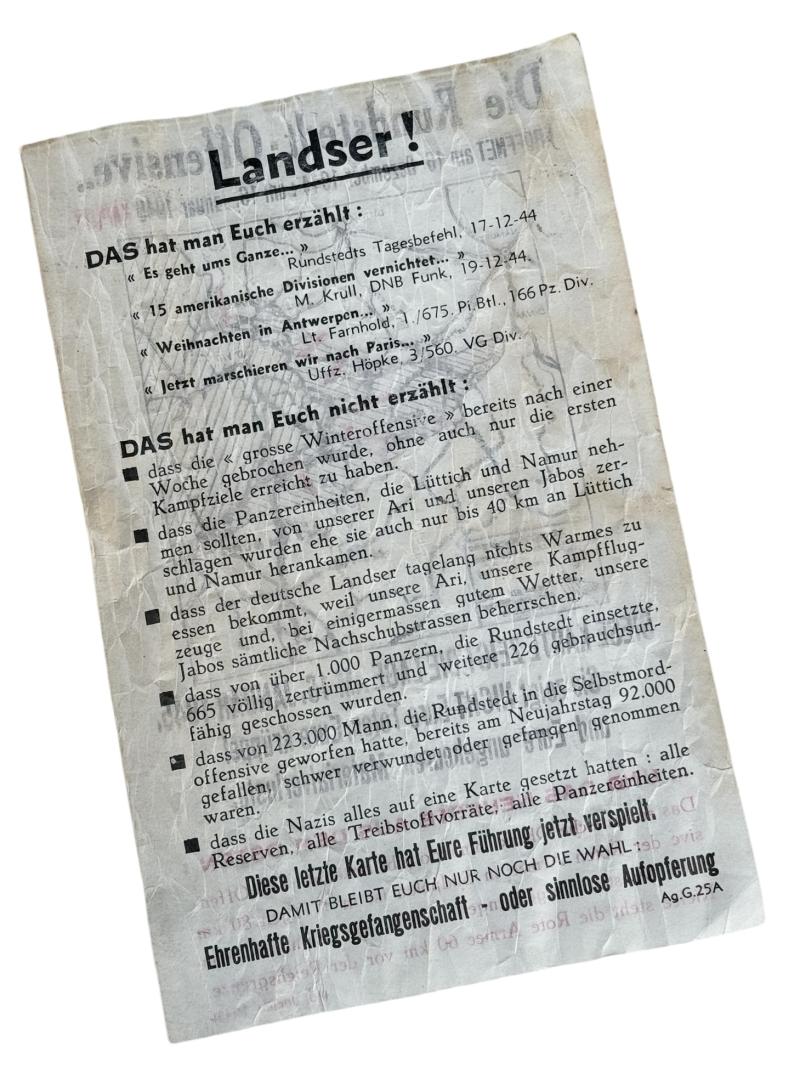 Landser!
DAS hat man Euch erzählt :
« Es geht ums Ganze... »
Rundstedts Tagesbefehl, 17-12-44
« 15 amerikanische Divisionen vernichtet... »
M. Krull, DNB Funk, 19-12-44.
« Weihnachten in Antwerpen... »
Lt. Farnhold, 1./675. Pi.Btl., 166 Pz. Div.
« Jetzt marschieren wir nach Paris... »
Uffz. Höpke, 3/560. VG Div.
DAS hat man Euch nicht erzählt :
■ dass die « grosse Winteroffensive » bereits nach einer
Woche gebrochen wurde, ohne auch nur die ersten
Kampfziele erreicht zu haben.
■ dass die Panzereinheiten, die Lüttich und Namur neh-
men sollten, von unserer Ari und unseren Jabos zer-
schlagen wurden ehe sie auch nur bis 40 km an Lüttich
und Namur herankamen.
■ dass der deutsche Landser tagelang nichts Warmes zu
essen bekommt, weil unsere Ari, unsere Kampfflug-
zeuge und, bei einigermassen gutem Wetter, unsere
Jabos sämtliche Nachschubstrassen beherrschen.
■ dass von über 1.000 Panzern, die Rundstedt einsetzte,
665 völlig zertrümmert und weitere 226 gebrauchsun-
fähig geschossen wurden.
■ dass von 223.000 Mann, die Rundstedt in die Selbstmord-
offensive geworfen hatte, bereits am Neujahrstag 92.000
gefallen, schwer verwundet oder gefangen genommen
waren.
■ dass die Nazis alles auf eine Karte gesetzt hatten : alle
Reserven, alle Treibstoffvorräte, alle Panzereinheiten.
Diese letzte Karte hat Eure Führung jetzt verspielt.
DAMIT BLEIBT EUCH NUR NOCH DIE WAHL :
Ehrenhafte Kriegsgefangenschaft - oder sinnlose Aufopferung
Ag.G.25A